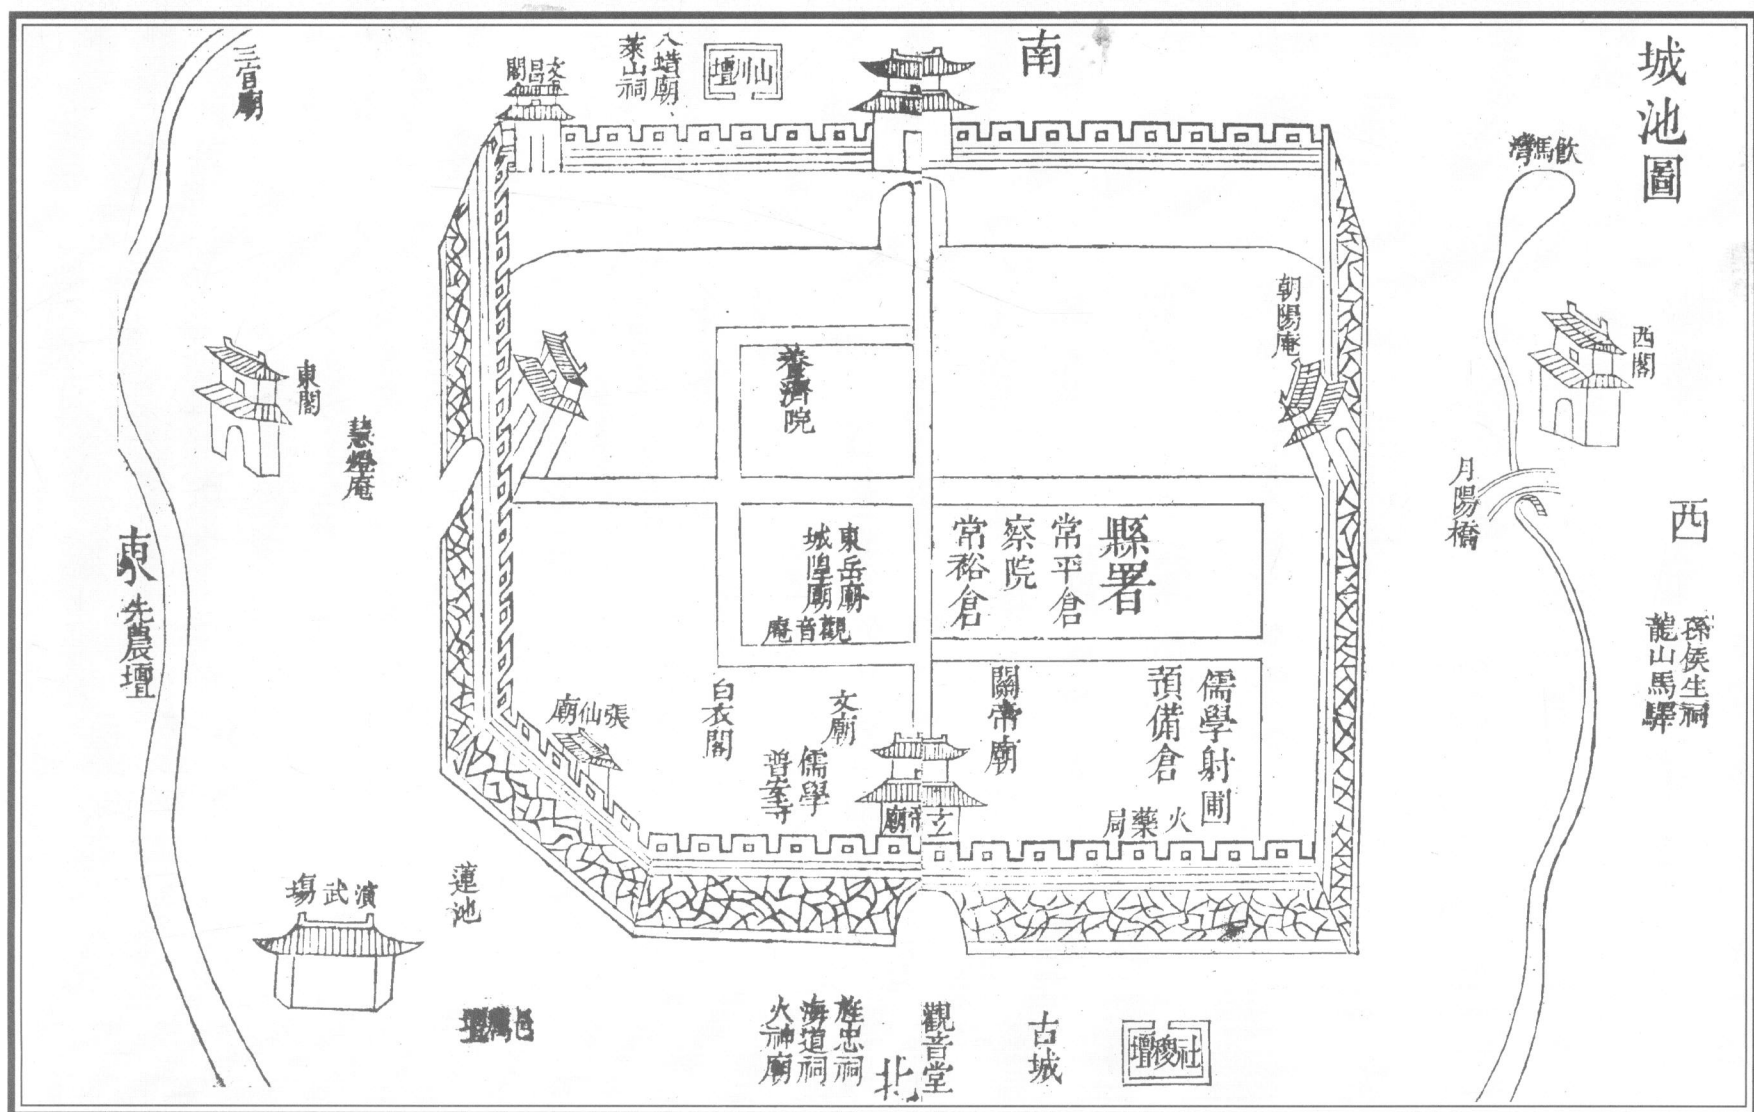 城池圖
南
山川壇
八蜡廟
萊山祠
文昌閣
三官廟
飲馬灣
西閣
朝陽庵
月陽橋
西
孫侯生祠
龍山馬驛
養濟院
東閣
慧燈庵
東
先農壇
縣署
常平倉
察院
常裕倉
東岳廟
城隍廟
觀音庵
儒學射圃
預備倉
火藥局
關帝廟
玄帝廟
文廟
儒學
普安寺
白衣閣
張仙廟
蓮池
演武場
邑厲壇
社稷壇
古城
觀音堂
北
旌忠祠
海道祠
火神廟